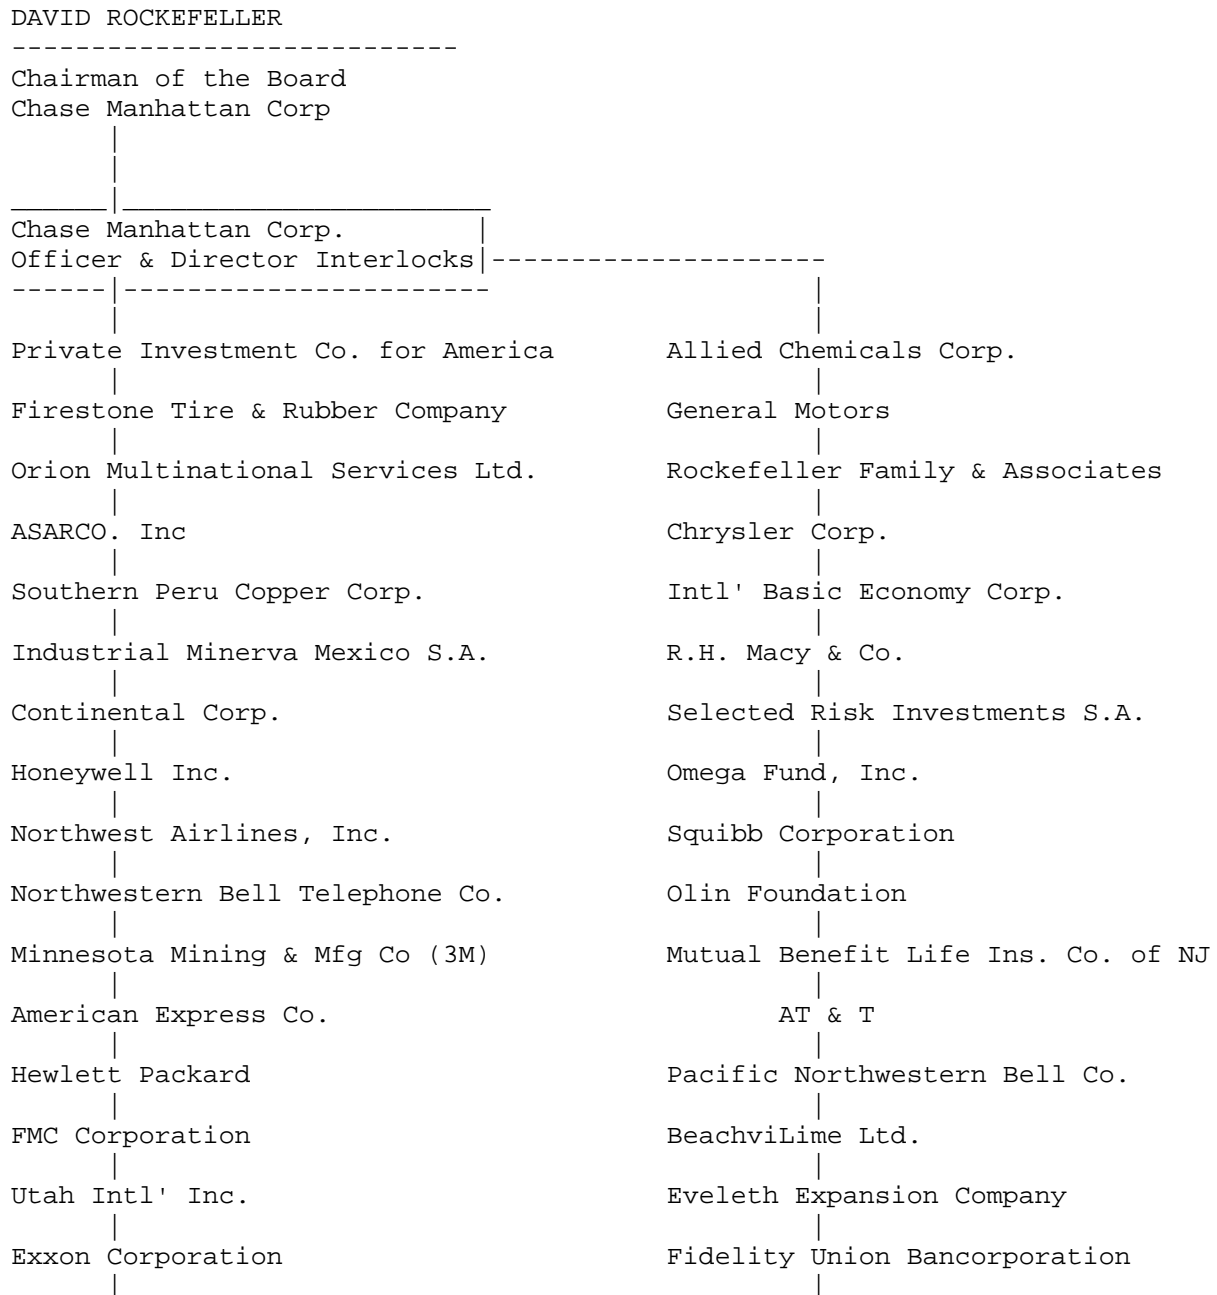 DAVID ROCKEFELLER
----------------------------
Chairman of the Board
Chase Manhattan Corp
Chase Manhattan Corp.
Officer & Director Interlocks
Private Investment Co. for America    Allied Chemicals Corp.
Firestone Tire & Rubber Company    General Motors
Orion Multinational Services Ltd.    Rockefeller Family & Associates
ASARCO. Inc    Chrysler Corp.
Southern Peru Copper Corp.    Intl' Basic Economy Corp.
Industrial Minerva Mexico S.A.    R.H. Macy & Co.
Continental Corp.    Selected Risk Investments S.A.
Honeywell Inc.    Omega Fund, Inc.
Northwest Airlines, Inc.    Squibb Corporation
Northwestern Bell Telephone Co.    Olin Foundation
Minnesota Mining & Mfg Co (3M)    Mutual Benefit Life Ins. Co. of NJ
American Express Co.    AT & T
Hewlett Packard    Pacific Northwestern Bell Co.
FMC Corporation    BeachviLime Ltd.
Utah Intl' Inc.    Eveleth Expansion Company
Exxon Corporation    Fidelity Union Bancorporation